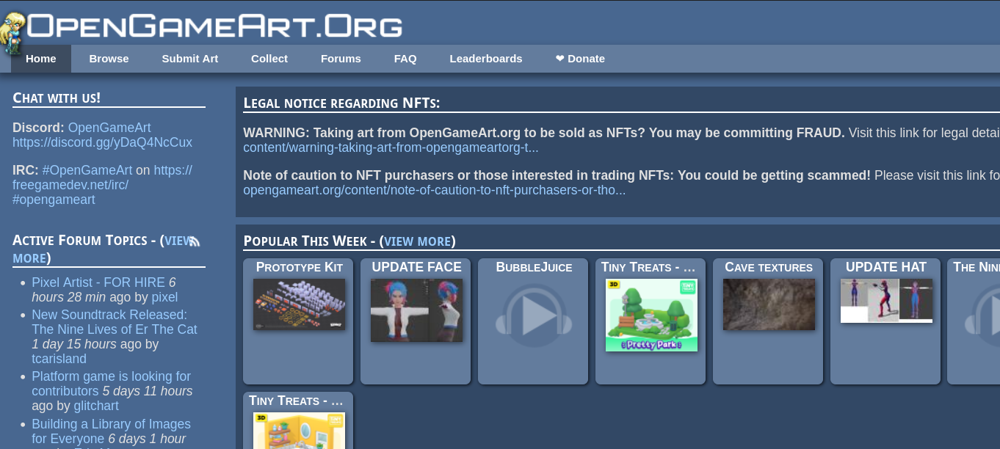 OpenGameArt.Org
Home Browse Submit Art Collect Forums FAQ Leaderboards ❤ Donate
Chat with us!
Discord: OpenGameArt
https://discord.gg/yDaQ4NcCux
IRC: #OpenGameArt on https://
freegamedev.net/irc/
#opengameart
Active Forum Topics - (view
more)
Pixel Artist - FOR HIRE 6
hours 28 min ago by pixel
New Soundtrack Released:
The Nine Lives of Er The Cat
1 day 15 hours ago by
tcarisland
Platform game is looking for
contributors 5 days 11 hours
ago by glitchart
Building a Library of Images
for Everyone 6 days 1 hour
Legal notice regarding NFTs:
WARNING: Taking art from OpenGameArt.org to be sold as NFTs? You may be committing FRAUD. Visit this link for legal detai
content/warning-taking-art-from-opengameartorg-t...
Note of caution to NFT purchasers or those interested in trading NFTs: You could be getting scammed! Please visit this link fo
opengameart.org/content/note-of-caution-to-nft-purchasers-or-tho...
Popular This Week - (view more)
Prototype Kit
UPDATE FACE
BubbleJuice
Tiny Treats - ...
3D
TINY TREATS
Pretty Park
Cave textures
UPDATE HAT
The Nin
Tiny Treats - ...
3D
TINY TREATS